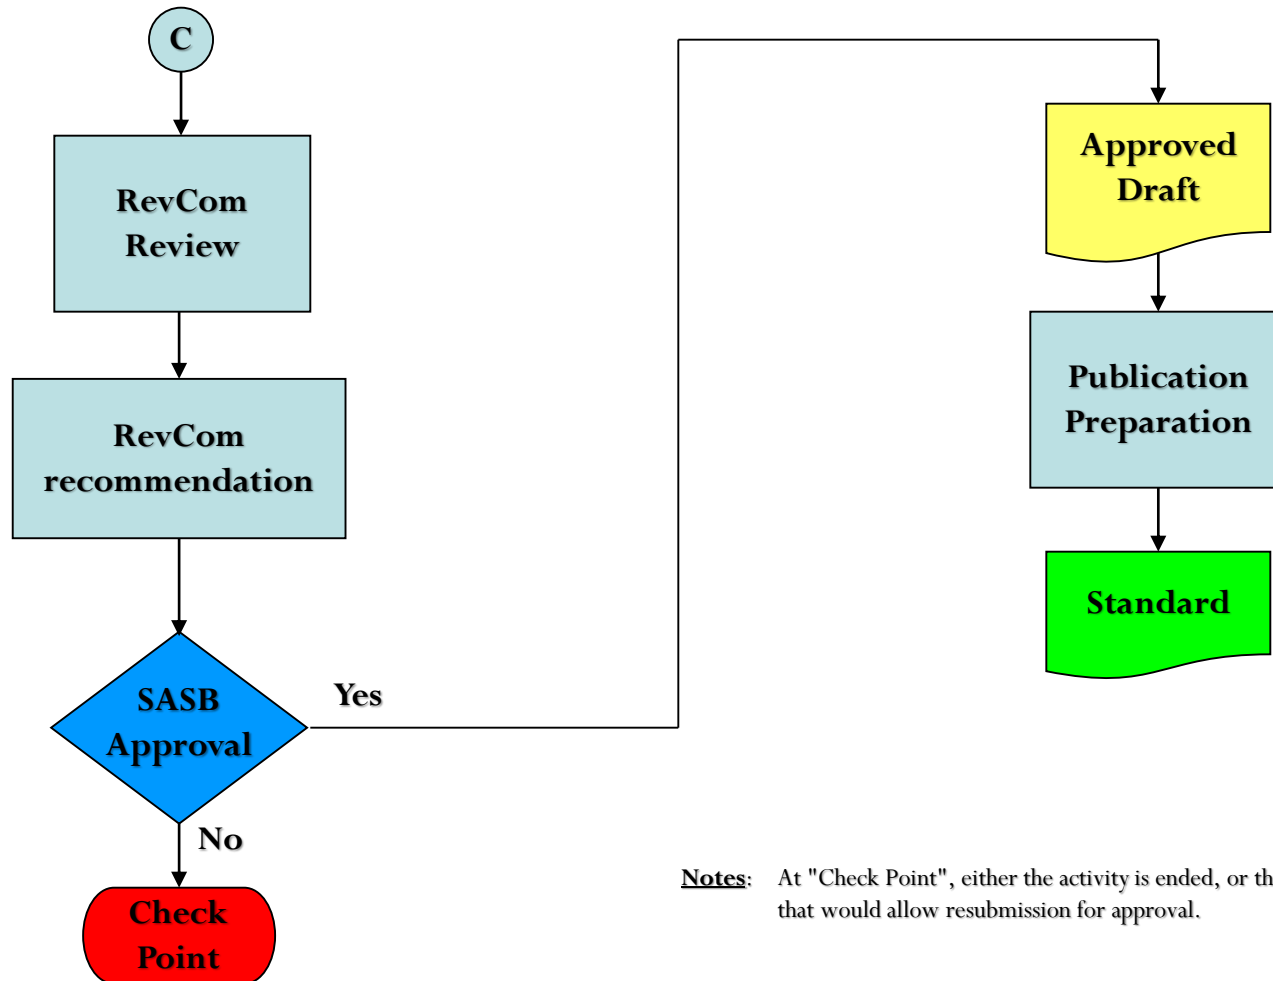 C
RevCom
Review
RevCom
recommendation
SASB
Approval
Yes
No
Check
Point
Approved
Draft
Publication
Preparation
Standard
Notes: At "Check Point", either the activity is ended, or th
that would allow resubmission for approval.